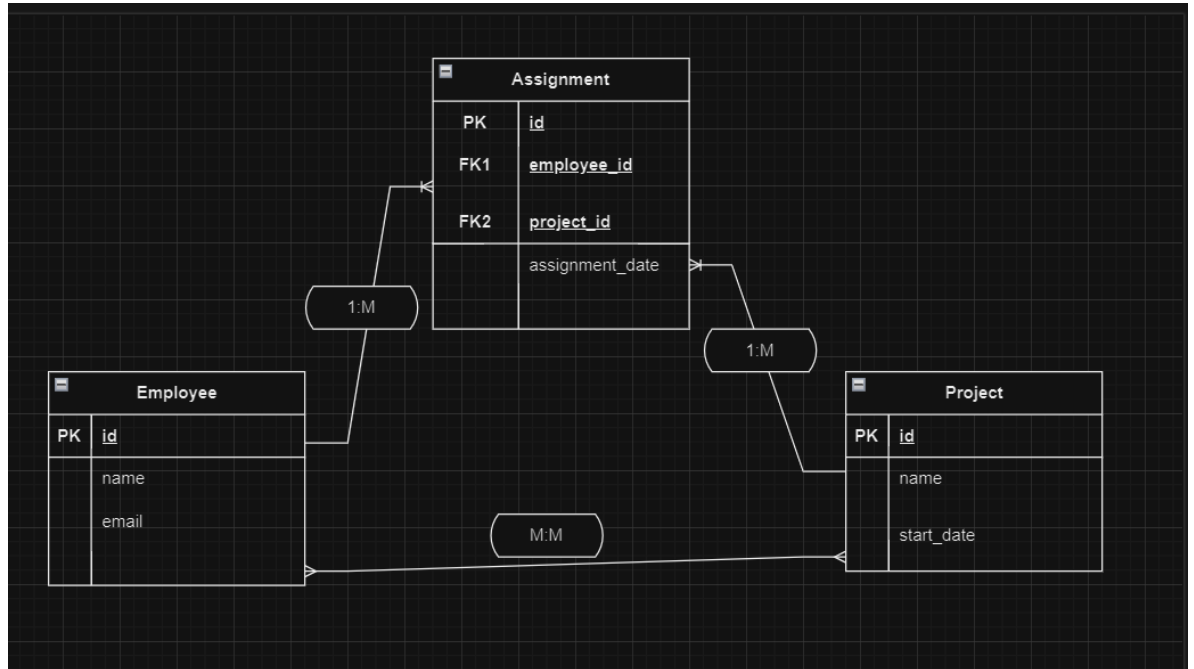 Assignment
PK id
FK1 employee_id
FK2 project_id
assignment_date
1:M
1:M
Employee
PK id
name
email
Project
PK id
name
start_date
M:M